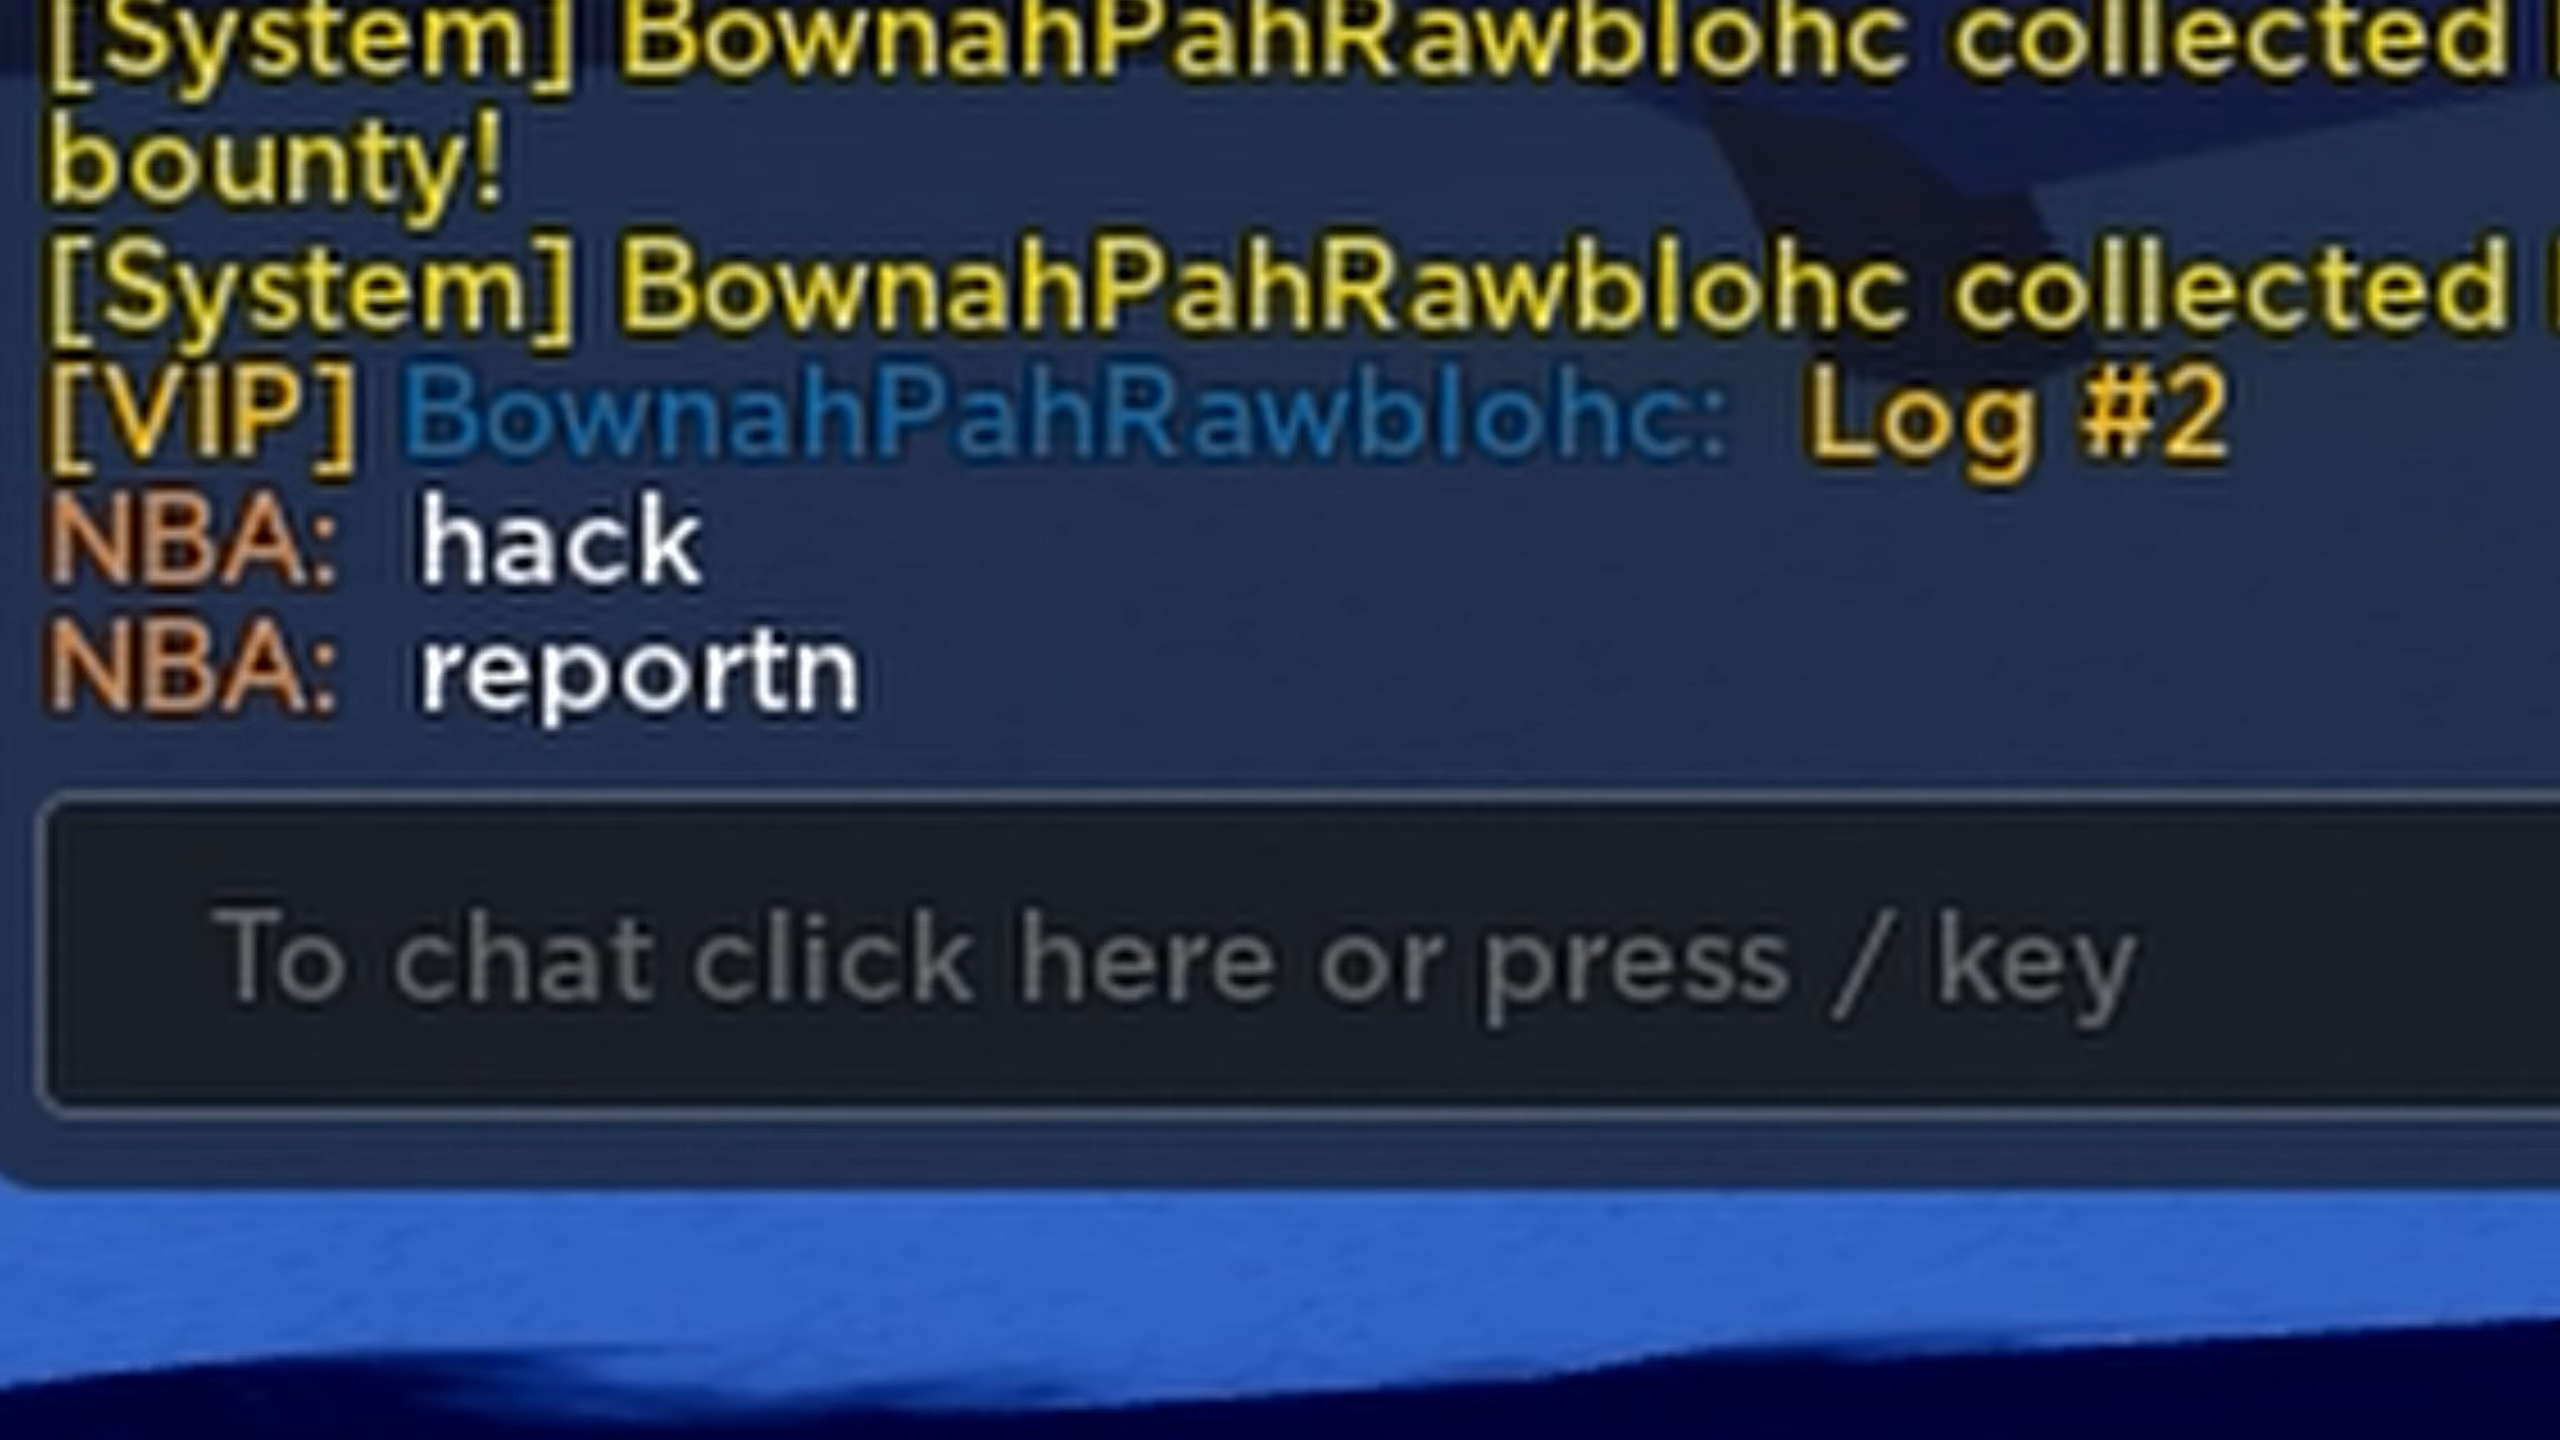 [System] BownahPahRawblohc collected
bounty!
[System] BownahPahRawblohc collected
[VIP] BownahPahRawblohc: Log #2
NBA: hack
NBA: reportn
To chat click here or press / key